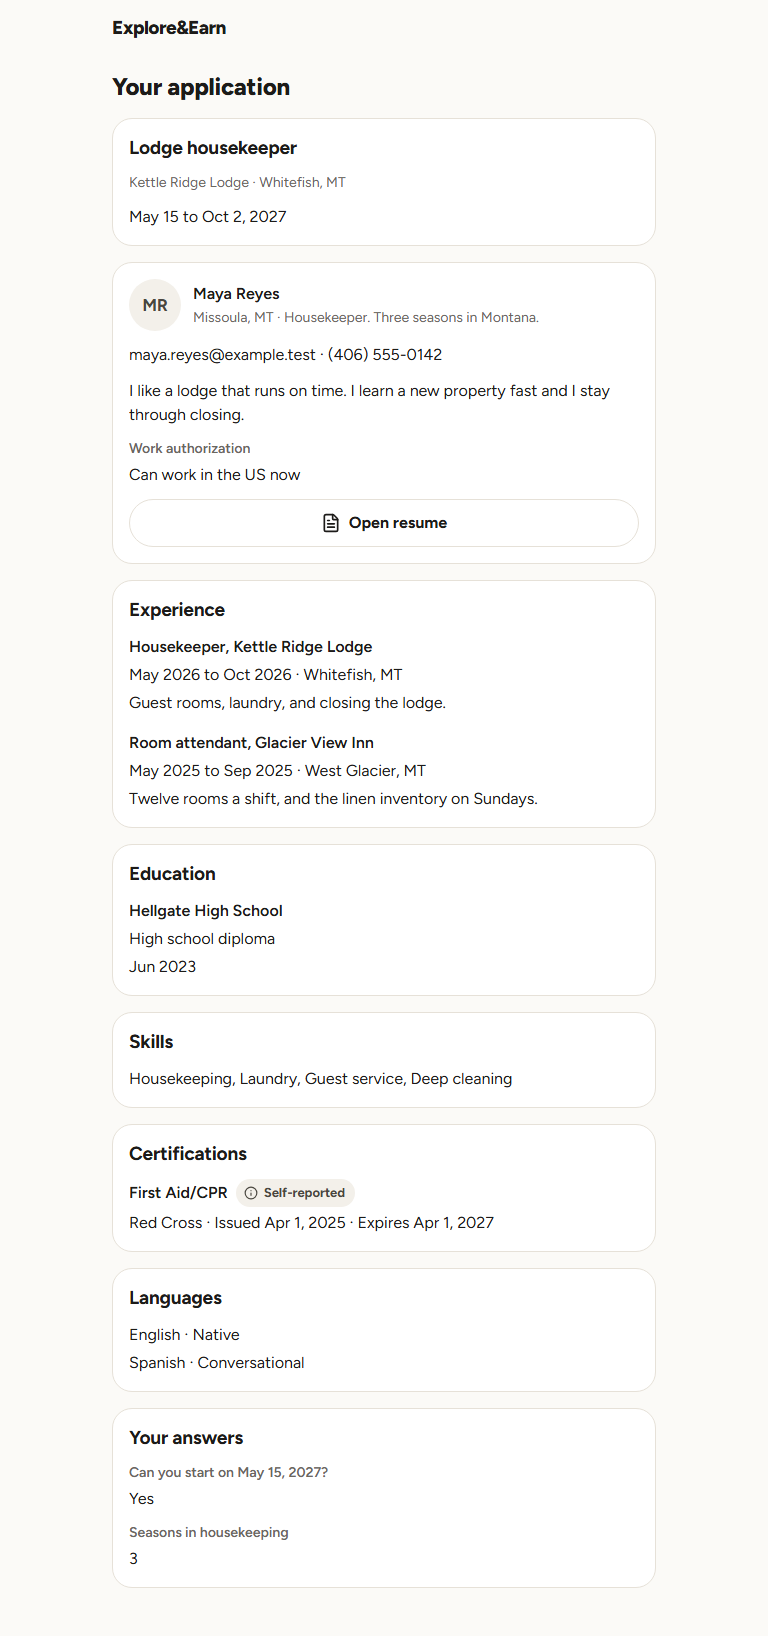 Explore&Earn
Your application
Lodge housekeeper
Kettle Ridge Lodge · Whitefish, MT
May 15 to Oct 2, 2027
MR
Maya Reyes
Missoula, MT · Housekeeper. Three seasons in Montana.
maya.reyes@example.test · (406) 555-0142
I like a lodge that runs on time. I learn a new property fast and I stay
through closing.
Work authorization
Can work in the US now
Open resume
Experience
Housekeeper, Kettle Ridge Lodge
May 2026 to Oct 2026 · Whitefish, MT
Guest rooms, laundry, and closing the lodge.
Room attendant, Glacier View Inn
May 2025 to Sep 2025 · West Glacier, MT
Twelve rooms a shift, and the linen inventory on Sundays.
Education
Hellgate High School
High school diploma
Jun 2023
Skills
Housekeeping, Laundry, Guest service, Deep cleaning
Certifications
First Aid/CPR Self-reported
Red Cross · Issued Apr 1, 2025 · Expires Apr 1, 2027
Languages
English · Native
Spanish · Conversational
Your answers
Can you start on May 15, 2027?
Yes
Seasons in housekeeping
3